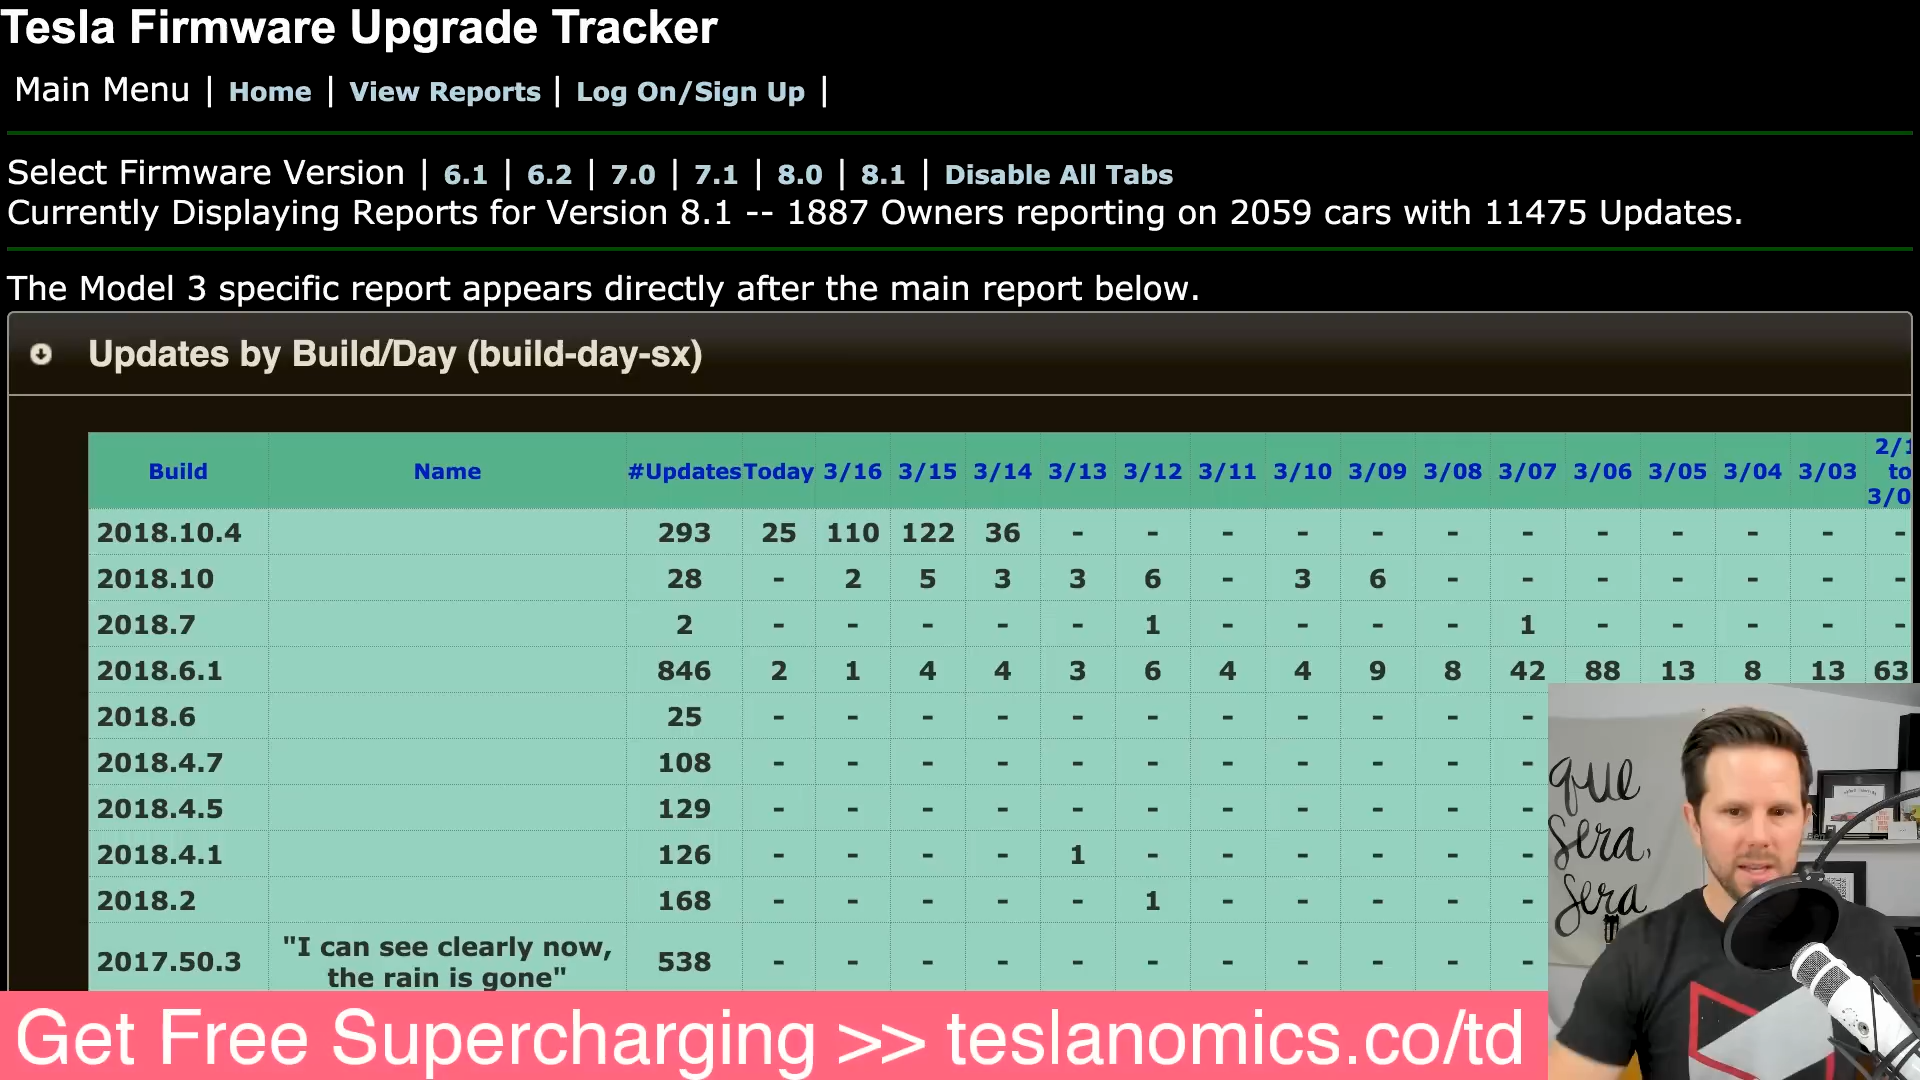 Tesla Firmware Upgrade Tracker
Main Menu | Home | View Reports | Log On/Sign Up |
Select Firmware Version | 6.1 | 6.2 | 7.0 | 7.1 | 8.0 | 8.1 | Disable All Tabs
Currently Displaying Reports for Version 8.1 -- 1887 Owners reporting on 2059 cars with 11475 Updates.
The Model 3 specific report appears directly after the main report below.
Updates by Build/Day (build-day-sx)
Build Name #Updates Today 3/16 3/15 3/14 3/13 3/12 3/11 3/10 3/09 3/08 3/07 3/06 3/05 3/04 3/03 2/1
to
3/0
2018.10.4 293 25 110 122 36 - - - - - - - - - - - -
2018.10 28 - 2 5 3 3 6 - 3 6 - - - - - - -
2018.7 2 - - - - - 1 - - - - 1 - - - - -
2018.6.1 846 2 1 4 4 3 6 4 4 9 8 42 88 13 8 13 63
2018.6 25 - - - - - - - - - - -
2018.4.7 108 - - - - - - - - - - -
2018.4.5 129 - - - - - - - - - - -
2018.4.1 126 - - - - 1 - - - - - -
2018.2 168 - - - - - 1 - - - - -
2017.50.3 "I can see clearly now,
the rain is gone" 538 - - - - - - - - - - -
que
sera,
sera
Get Free Supercharging >> teslanomics.co/td